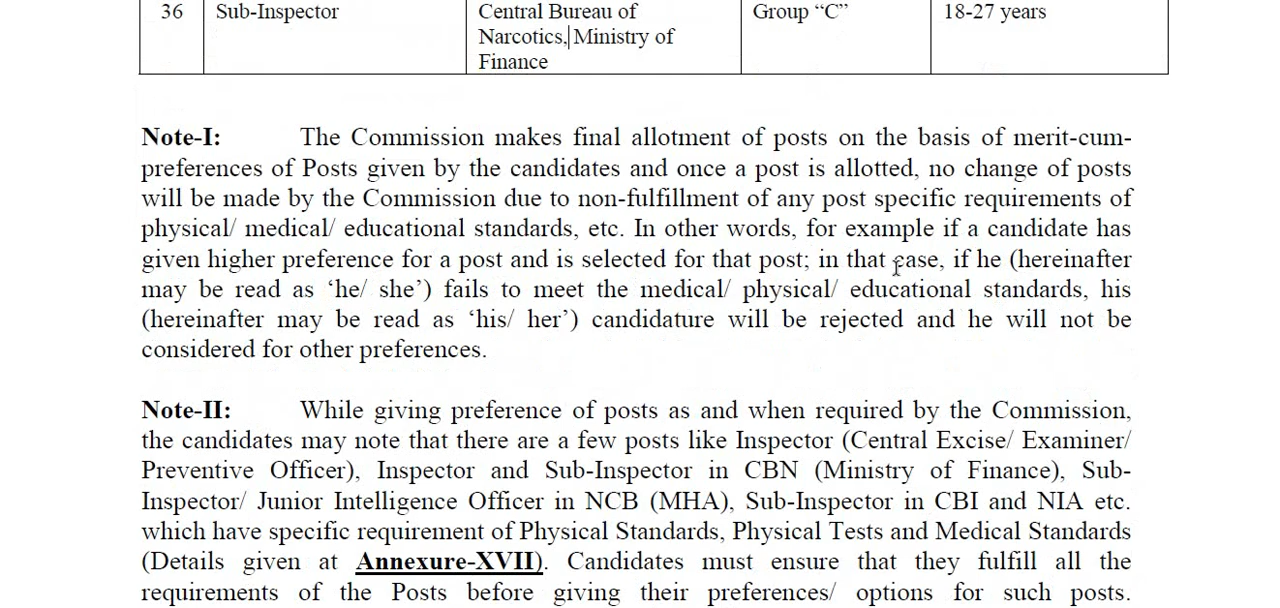 36 Sub-Inspector Central Bureau of Group “C” 18-27 years
Narcotics, Ministry of
Finance
Note-I: The Commission makes final allotment of posts on the basis of merit-cum-
preferences of Posts given by the candidates and once a post is allotted, no change of posts
will be made by the Commission due to non-fulfillment of any post specific requirements of
physical/ medical/ educational standards, etc. In other words, for example if a candidate has
given higher preference for a post and is selected for that post; in that case, if he (hereinafter
may be read as ‘he/ she’) fails to meet the medical/ physical/ educational standards, his
(hereinafter may be read as ‘his/ her’) candidature will be rejected and he will not be
considered for other preferences.
Note-II: While giving preference of posts as and when required by the Commission,
the candidates may note that there are a few posts like Inspector (Central Excise/ Examiner/
Preventive Officer), Inspector and Sub-Inspector in CBN (Ministry of Finance), Sub-
Inspector/ Junior Intelligence Officer in NCB (MHA), Sub-Inspector in CBI and NIA etc.
which have specific requirement of Physical Standards, Physical Tests and Medical Standards
(Details given at Annexure-XVII). Candidates must ensure that they fulfill all the
requirements of the Posts before giving their preferences/ options for such posts.